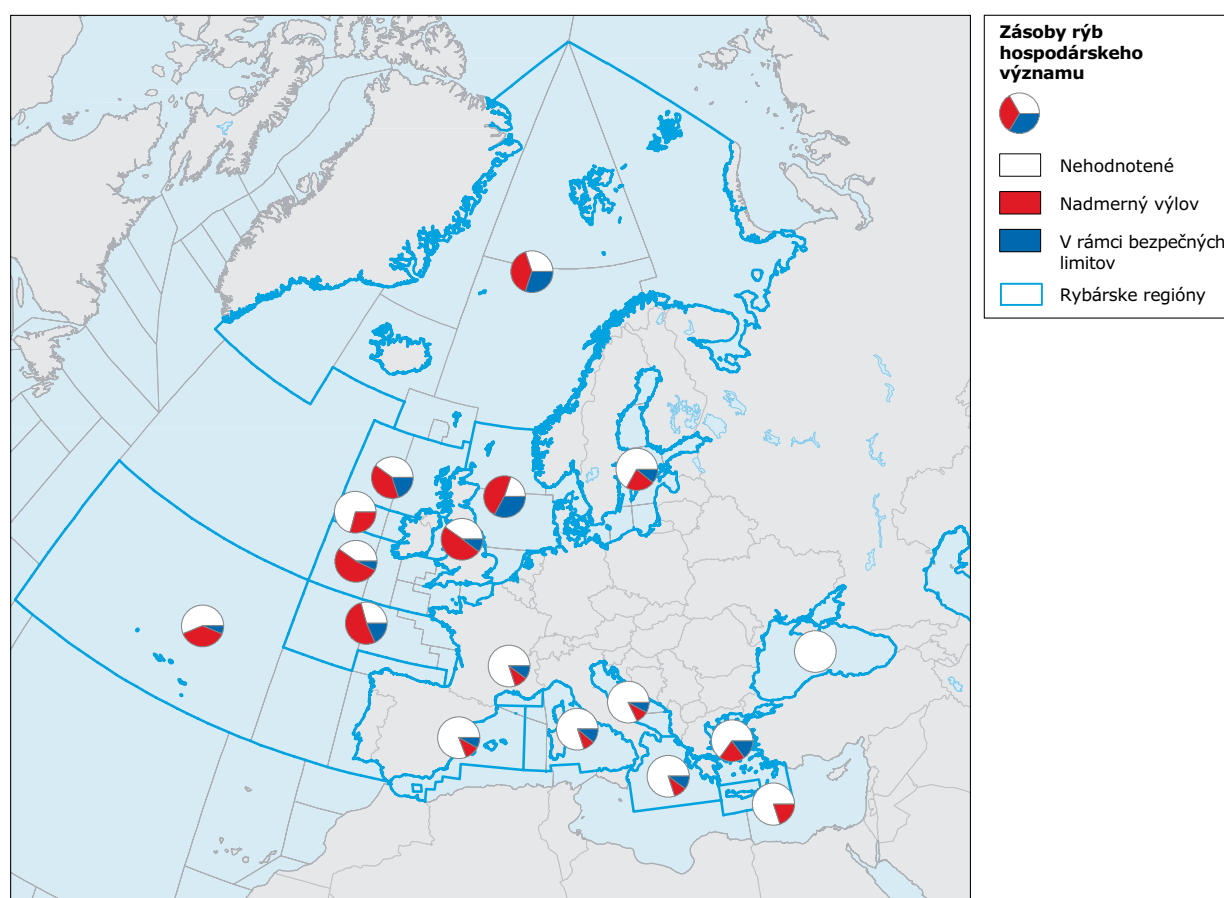 Zásoby rýb
hospodárskeho
významu
Nehodnotené
Nadmerný výlov
V rámci bezpečných
limitov
Rybárske regióny